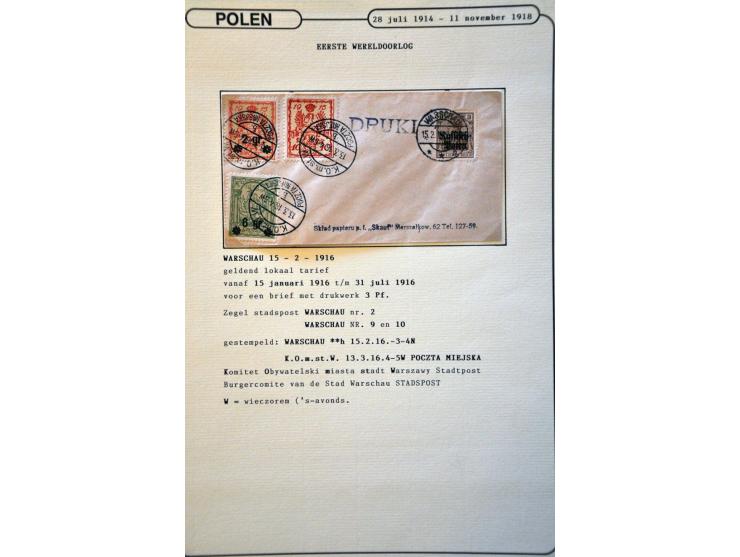 POLEN
28 juli 1914 - 11 november 1918
EERSTE WERELDOORLOG
DRUKI
Skład papieru p. f. „Skaut" Marszałkow. 62 Tel. 127-59.
WARSCHAU 15 - 2 - 1916
geldend lokaal tarief
vanaf 15 januari 1916 t/m 31 juli 1916
voor een brief met drukwerk 3 Pf.
Zegel stadspost WARSCHAU nr. 2
WARSCHAU NR. 9 en 10
gestempeld: WARSCHAU **h 15.2.16.-3-4N
K.O.m.st.W. 13.3.16.4-5W POCZTA MIEJSKA
Komitet Obywatelski miasta stadt Warszawy Stadtpost
Burgercomite van de Stad Warschau STADSPOST
W = wieczorem ('s-avonds.